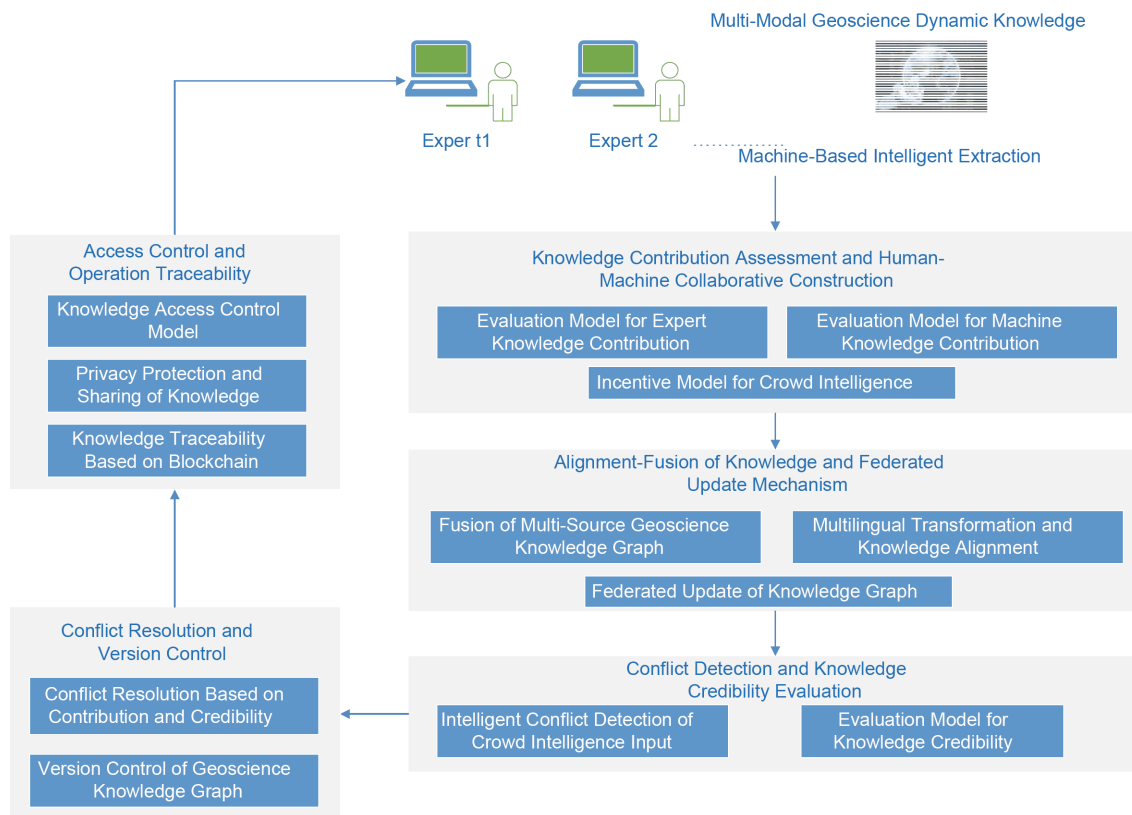 Multi-Modal Geoscience Dynamic Knowledge
Exper t1
Expert 2
Machine-Based Intelligent Extraction
Knowledge Contribution Assessment and Human-
Machine Collaborative Construction
Evaluation Model for Expert
Knowledge Contribution
Evaluation Model for Machine
Knowledge Contribution
Incentive Model for Crowd Intelligence
Alignment-Fusion of Knowledge and Federated
Update Mechanism
Fusion of Multi-Source Geoscience
Knowledge Graph
Multilingual Transformation and
Knowledge Alignment
Federated Update of Knowledge Graph
Conflict Detection and Knowledge
Credibility Evaluation
Intelligent Conflict Detection of
Crowd Intelligence Input
Evaluation Model for
Knowledge Credibility
Conflict Resolution and
Version Control
Conflict Resolution Based on
Contribution and Credibility
Version Control of Geoscience
Knowledge Graph
Access Control and
Operation Traceability
Knowledge Access Control
Model
Privacy Protection and
Sharing of Knowledge
Knowledge Traceability
Based on Blockchain